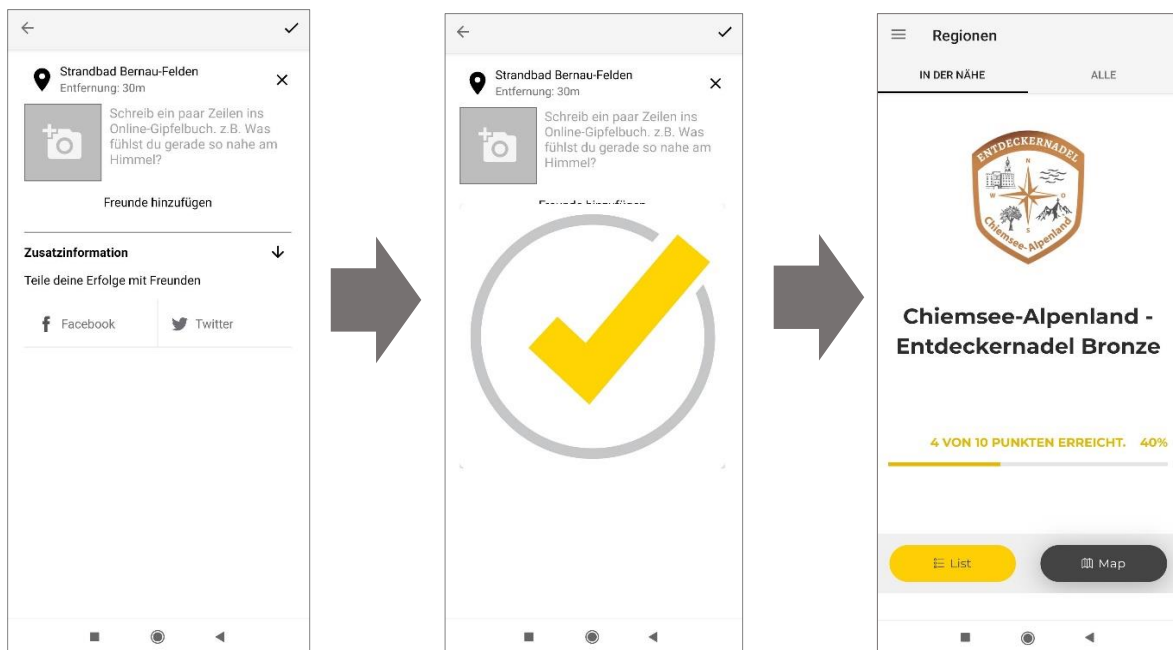 Strandbad Bernau-Felden
Entfernung: 30m
Schreib ein paar Zeilen ins
Online-Gipfelbuch. z.B. Was
fühlst du gerade so nahe am
Himmel?
Freunde hinzufügen
Zusatzinformation
Teile deine Erfolge mit Freunden
Facebook
Twitter
Strandbad Bernau-Felden
Entfernung: 30m
Schreib ein paar Zeilen ins
Online-Gipfelbuch. z.B. Was
fühlst du gerade so nahe am
Himmel?
Freunde hinzufügen
Regionen
IN DER NÄHE
ALLE
ENTDECKERNADEL
N
W O
S
Chiemsee-Alpenland
Chiemsee-Alpenland -
Entdeckernadel Bronze
4 VON 10 PUNKTEN ERREICHT. 40%
List
Map